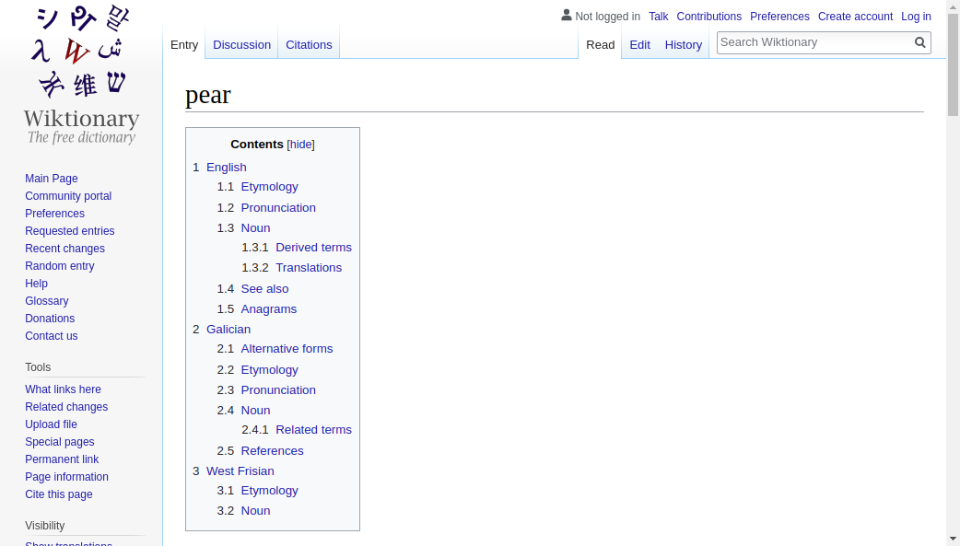 Not logged in Talk Contributions Preferences Create account Log in
Entry Discussion Citations Read Edit History Search Wiktionary
Wiktionary
The free dictionary
Main Page
Community portal
Preferences
Requested entries
Recent changes
Random entry
Help
Glossary
Donations
Contact us
Tools
What links here
Related changes
Upload file
Special pages
Permanent link
Page information
Cite this page
Visibility
Show translations
pear
Contents [hide]
1 English
1.1 Etymology
1.2 Pronunciation
1.3 Noun
1.3.1 Derived terms
1.3.2 Translations
1.4 See also
1.5 Anagrams
2 Galician
2.1 Alternative forms
2.2 Etymology
2.3 Pronunciation
2.4 Noun
2.4.1 Related terms
2.5 References
3 West Frisian
3.1 Etymology
3.2 Noun